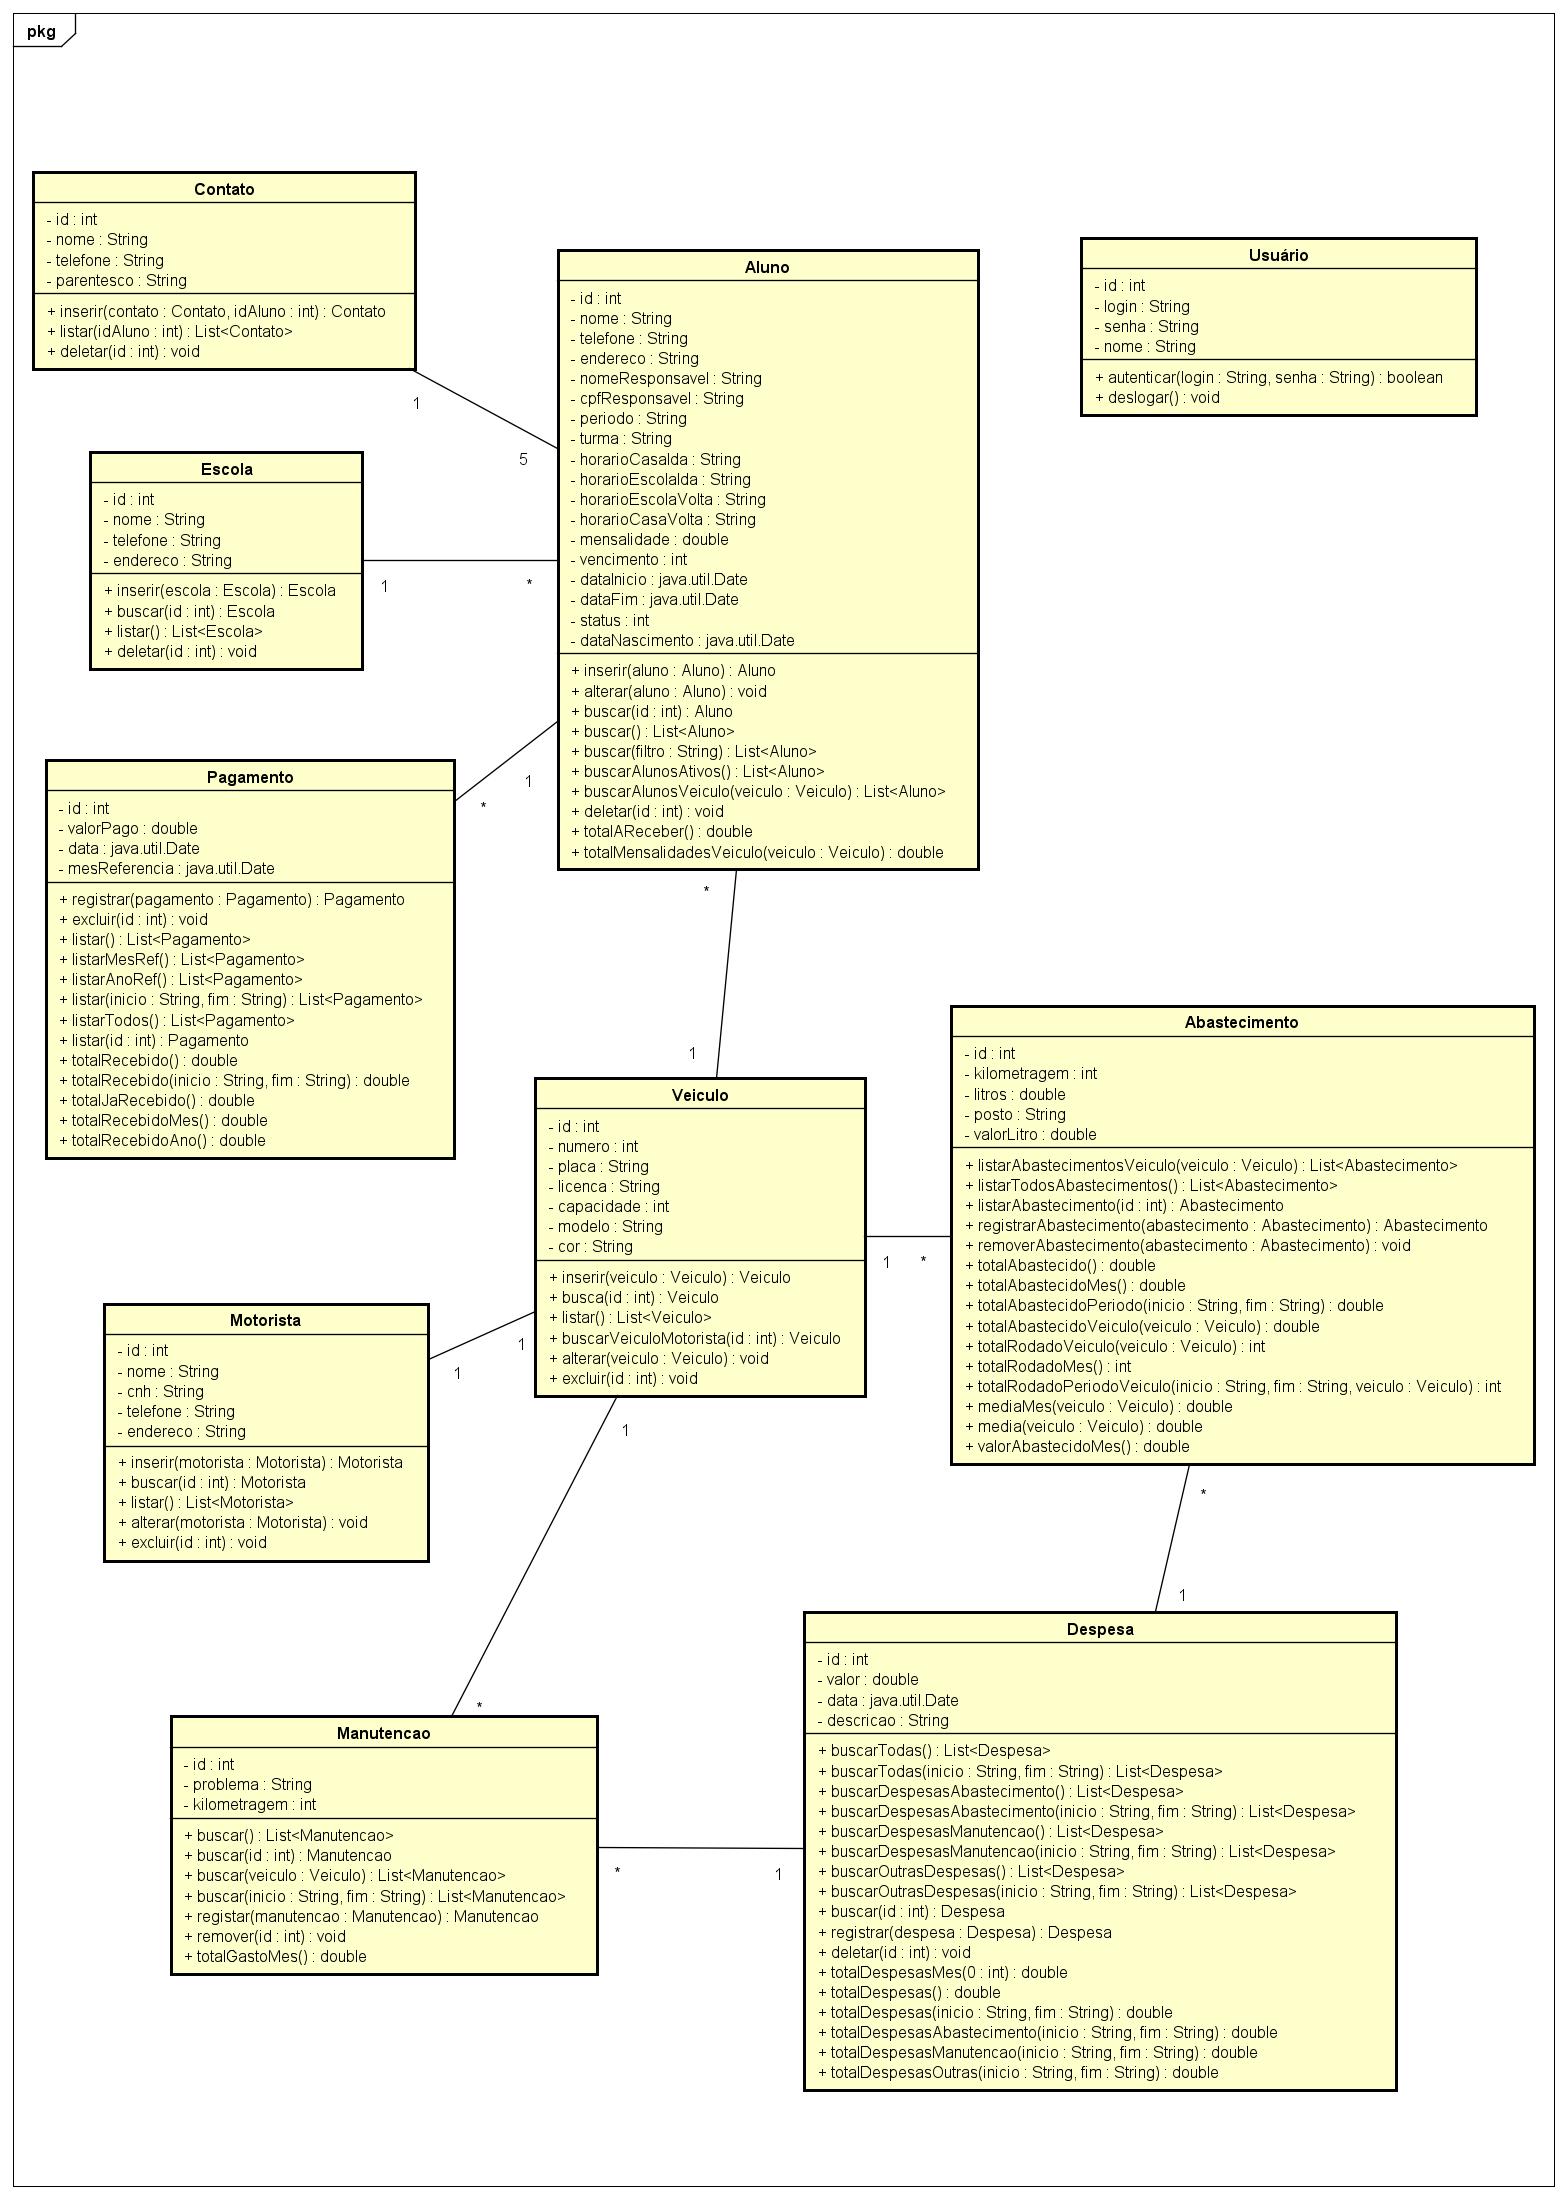 pkg
Contato
- id : int
- nome : String
- telefone : String
- parentesco : String
+ inserir(contato : Contato, idAluno : int) : Contato
+ listar(idAluno : int) : List<Contato>
+ deletar(id : int) : void
1
5
Aluno
- id : int
- nome : String
- telefone : String
- endereco : String
- nomeResponsavel : String
- cpfResponsavel : String
- periodo : String
- turma : String
- horarioCasaIda : String
- horarioEscolaIda : String
- horarioEscolaVolta : String
- horarioCasaVolta : String
- mensalidade : double
- vencimento : int
- dataInicio : java.util.Date
- dataFim : java.util.Date
- status : int
- dataNascimento : java.util.Date
+ inserir(aluno : Aluno) : Aluno
+ alterar(aluno : Aluno) : void
+ buscar(id : int) : Aluno
+ buscar() : List<Aluno>
+ buscar(filtro : String) : List<Aluno>
+ buscarAlunosAtivos() : List<Aluno>
+ buscarAlunosVeiculo(veiculo : Veiculo) : List<Aluno>
+ deletar(id : int) : void
+ totalAReceber() : double
+ totalMensalidadesVeiculo(veiculo : Veiculo) : double
Usuário
- id : int
- login : String
- senha : String
- nome : String
+ autenticar(login : String, senha : String) : boolean
+ deslogar() : void
Escola
- id : int
- nome : String
- telefone : String
- endereco : String
+ inserir(escola : Escola) : Escola
+ buscar(id : int) : Escola
+ listar() : List<Escola>
+ deletar(id : int) : void
1
*
Pagamento
- id : int
- valorPago : double
- data : java.util.Date
- mesReferencia : java.util.Date
+ registrar(pagamento : Pagamento) : Pagamento
+ excluir(id : int) : void
+ listar() : List<Pagamento>
+ listarMesRef() : List<Pagamento>
+ listarAnoRef() : List<Pagamento>
+ listar(inicio : String, fim : String) : List<Pagamento>
+ listarTodos() : List<Pagamento>
+ listar(id : int) : Pagamento
+ totalRecebido() : double
+ totalRecebido(inicio : String, fim : String) : double
+ totalJaRecebido() : double
+ totalRecebidoMes() : double
+ totalRecebidoAno() : double
1
*
*
1
Veiculo
- id : int
- numero : int
- placa : String
- licenca : String
- capacidade : int
- modelo : String
- cor : String
+ inserir(veiculo : Veiculo) : Veiculo
+ busca(id : int) : Veiculo
+ listar() : List<Veiculo>
+ buscarVeiculoMotorista(id : int) : Veiculo
+ alterar(veiculo : Veiculo) : void
+ excluir(id : int) : void
1
*
Abastecimento
- id : int
- kilometragem : int
- litros : double
- posto : String
- valorLitro : double
+ listarAbastecimentosVeiculo(veiculo : Veiculo) : List<Abastecimento>
+ listarTodosAbastecimentos() : List<Abastecimento>
+ listarAbastecimento(id : int) : Abastecimento
+ registrarAbastecimento(abastecimento : Abastecimento) : Abastecimento
+ removerAbastecimento(abastecimento : Abastecimento) : void
+ totalAbastecido() : double
+ totalAbastecidoMes() : double
+ totalAbastecidoPeriodo(inicio : String, fim : String) : double
+ totalAbastecidoVeiculo(veiculo : Veiculo) : double
+ totalRodadoVeiculo(veiculo : Veiculo) : int
+ totalRodadoMes() : int
+ totalRodadoPeriodoVeiculo(inicio : String, fim : String, veiculo : Veiculo) : int
+ mediaMes(veiculo : Veiculo) : double
+ media(veiculo : Veiculo) : double
+ valorAbastecidoMes() : double
Motorista
- id : int
- nome : String
- cnh : String
- telefone : String
- endereco : String
+ inserir(motorista : Motorista) : Motorista
+ buscar(id : int) : Motorista
+ listar() : List<Motorista>
+ alterar(motorista : Motorista) : void
+ excluir(id : int) : void
1
1
1
*
*
1
Manutencao
- id : int
- problema : String
- kilometragem : int
+ buscar() : List<Manutencao>
+ buscar(id : int) : Manutencao
+ buscar(veiculo : Veiculo) : List<Manutencao>
+ buscar(inicio : String, fim : String) : List<Manutencao>
+ registar(manutencao : Manutencao) : Manutencao
+ remover(id : int) : void
+ totalGastoMes() : double
*
1
Despesa
- id : int
- valor : double
- data : java.util.Date
- descricao : String
+ buscarTodas() : List<Despesa>
+ buscarTodas(inicio : String, fim : String) : List<Despesa>
+ buscarDespesasAbastecimento() : List<Despesa>
+ buscarDespesasAbastecimento(inicio : String, fim : String) : List<Despesa>
+ buscarDespesasManutencao() : List<Despesa>
+ buscarDespesasManutencao(inicio : String, fim : String) : List<Despesa>
+ buscarOutrasDespesas() : List<Despesa>
+ buscarOutrasDespesas(inicio : String, fim : String) : List<Despesa>
+ buscar(id : int) : Despesa
+ registrar(despesa : Despesa) : Despesa
+ deletar(id : int) : void
+ totalDespesasMes(0 : int) : double
+ totalDespesas() : double
+ totalDespesas(inicio : String, fim : String) : double
+ totalDespesasAbastecimento(inicio : String, fim : String) : double
+ totalDespesasManutencao(inicio : String, fim : String) : double
+ totalDespesasOutras(inicio : String, fim : String) : double